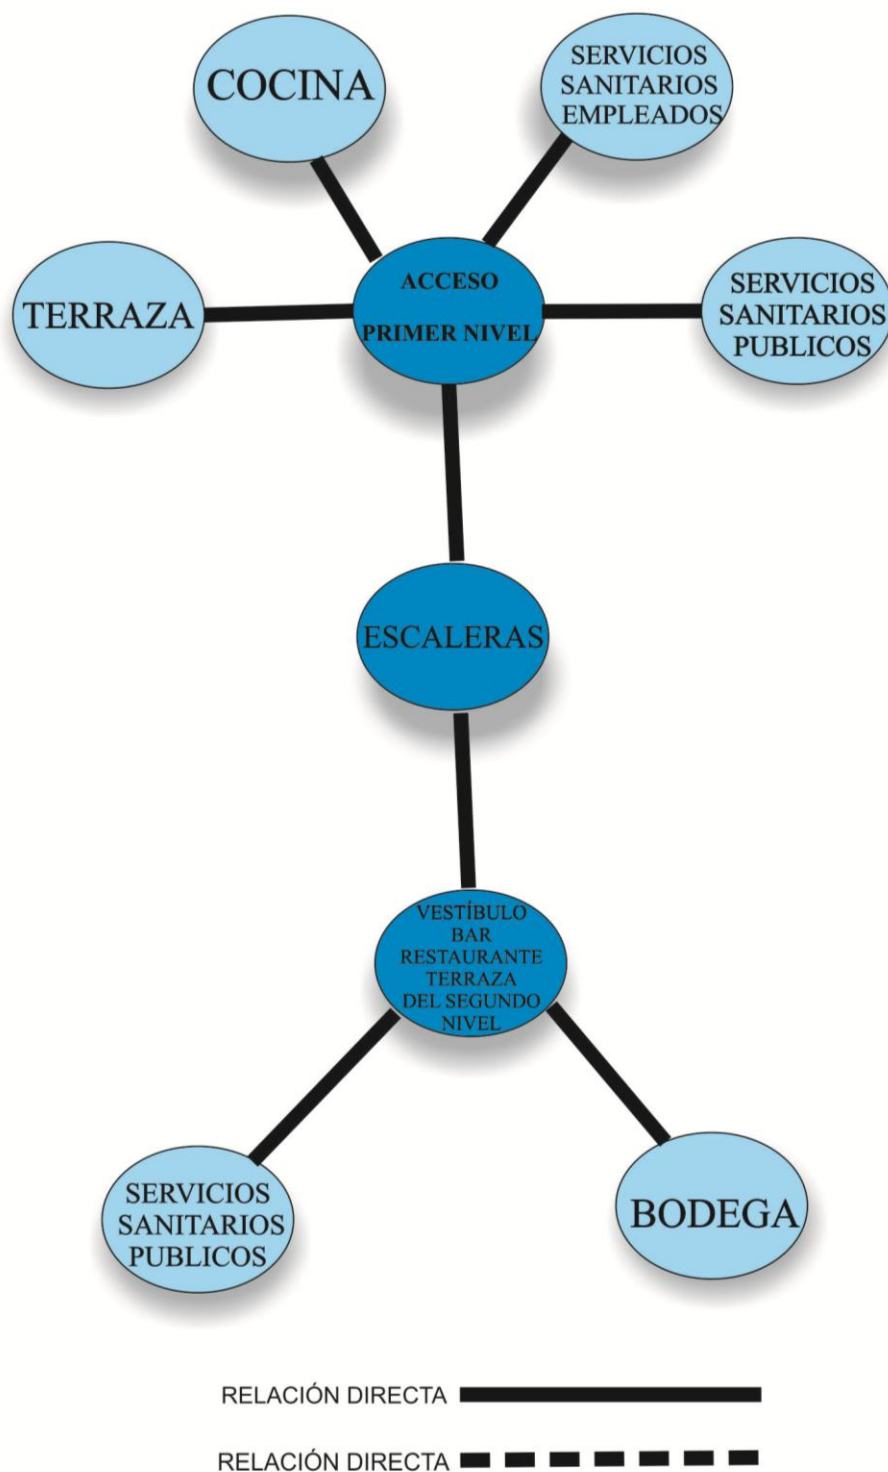 COCINA
SERVICIOS
SANITARIOS
EMPLEADOS
TERRAZA
ACCESO
PRIMER NIVEL
SERVICIOS
SANITARIOS
PUBLICOS
ESCALERAS
VESTÍBULO
BAR
RESTAURANTE
TERRAZA
DEL SEGUNDO
NIVEL
SERVICIOS
SANITARIOS
PUBLICOS
BODEGA
RELACIÓN DIRECTA
RELACIÓN DIRECTA